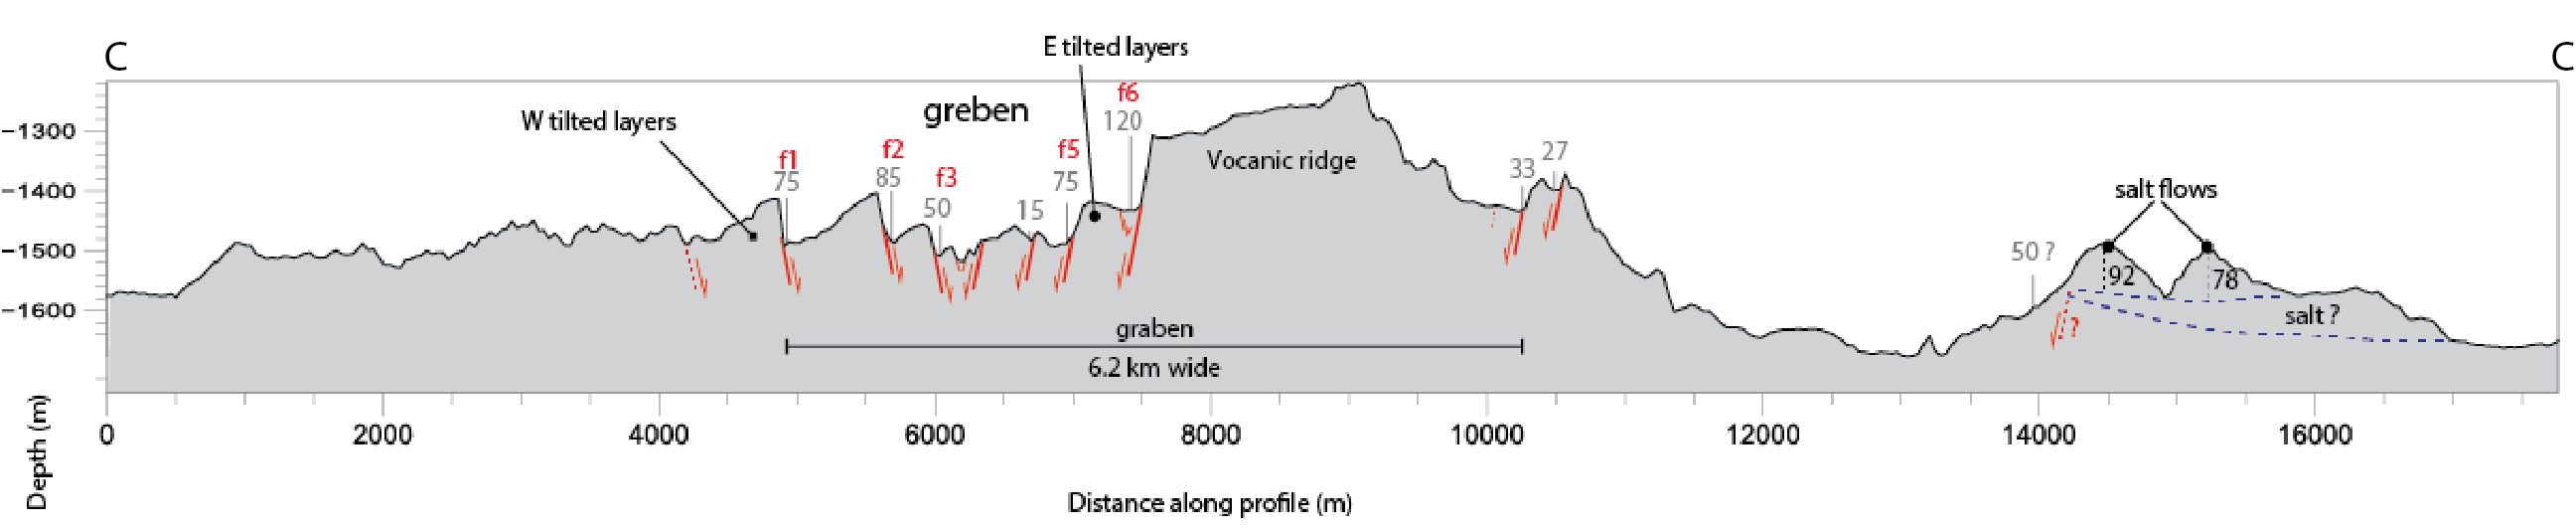 C
C
E tilted layers
greben
f6
120
W tilted layers
f1
75
f2
85
f3
50
15
f5
75
Vocanic ridge
33
27
salt flows
50 ?
92
78
salt ?
?
graben
6.2 km wide
−1300
−1400
−1500
−1600
0
2000
4000
6000
8000
10000
12000
14000
16000
Depth (m)
Distance along profile (m)